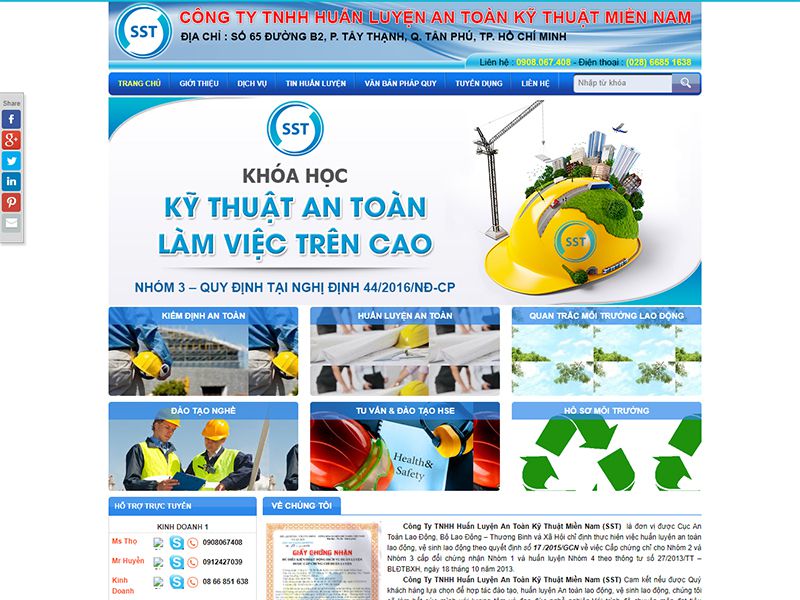 SST
CÔNG TY TNHH HUẤN LUYỆN AN TOÀN KỸ THUẬT MIỀN NAM
ĐỊA CHỈ : SỐ 65 ĐƯỜNG B2, P. TÂY THẠNH, Q. TÂN PHÚ, TP. HỒ CHÍ MINH
Liên hệ : 0908.067.408 - Điện thoại : (028) 6685 1638
TRANG CHỦ GIỚI THIỆU DỊCH VỤ TIN HUẤN LUYỆN VĂN BẢN PHÁP QUY TUYỂN DỤNG LIÊN HỆ Nhập từ khóa
Share
SST
KHÓA HỌC
KỸ THUẬT AN TOÀN
LÀM VIỆC TRÊN CAO
NHÓM 3 – QUY ĐỊNH TẠI NGHỊ ĐỊNH 44/2016/NĐ-CP
SST
KIỂM ĐỊNH AN TOÀN HUẤN LUYỆN AN TOÀN QUAN TRẮC MÔI TRƯỜNG LAO ĐỘNG
ĐÀO TẠO NGHỀ TU VẤN & ĐÀO TẠO HSE HỒ SƠ MÔI TRƯỜNG
Health&
Safety
HỖ TRỢ TRỰC TUYẾN
KINH DOANH 1
Ms Thọ 0908067408
Mr Huyền 0912427039
Kinh Doanh 08 66 851 638
VỀ CHÚNG TÔI
GIẤY CHỨNG NHẬN
Công Ty TNHH Huấn Luyện An Toàn Kỹ Thuật Miền Nam (SST) là đơn vị được Cục An
Toàn Lao Động, Bộ Lao Động – Thương Binh và Xã Hội chỉ định thực hiện việc huấn luyện an toàn
lao động, vệ sinh lao động theo quyết định số 17 /2015/GCN về việc Cấp chứng chỉ cho Nhóm 2 và
Nhóm 3 cấp đổi chứng nhận Nhóm 1 và huấn luyện Nhóm 4 theo thông tư số 27/2013/TT –
BLĐTBXH, ngày 18 tháng 10 năm 2013.
Công Ty TNHH Huấn Luyện An Toàn Kỹ Thuật Miền Nam (SST) Cam kết nếu được Quý
khách hàng lựa chọn để hợp tác đào tạo, huấn luyện An toàn lao động, vệ sinh lao động, chúng tôi